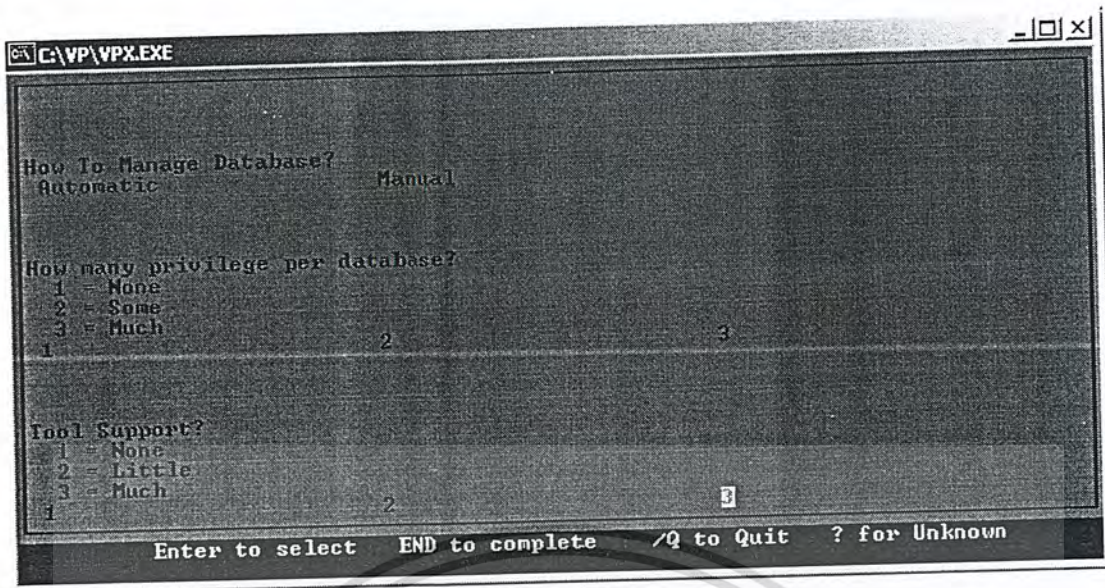 C:\VP\VPX.EXE
How To Manage Database?
Automatic Manual
How many privilege per database?
1 = None
2 = Some
3 = Much
1 2 3
Tool Support?
1 = None
2 = Little
3 = Much
1 2 3
Enter to select END to complete /Q to Quit ? for Unknown